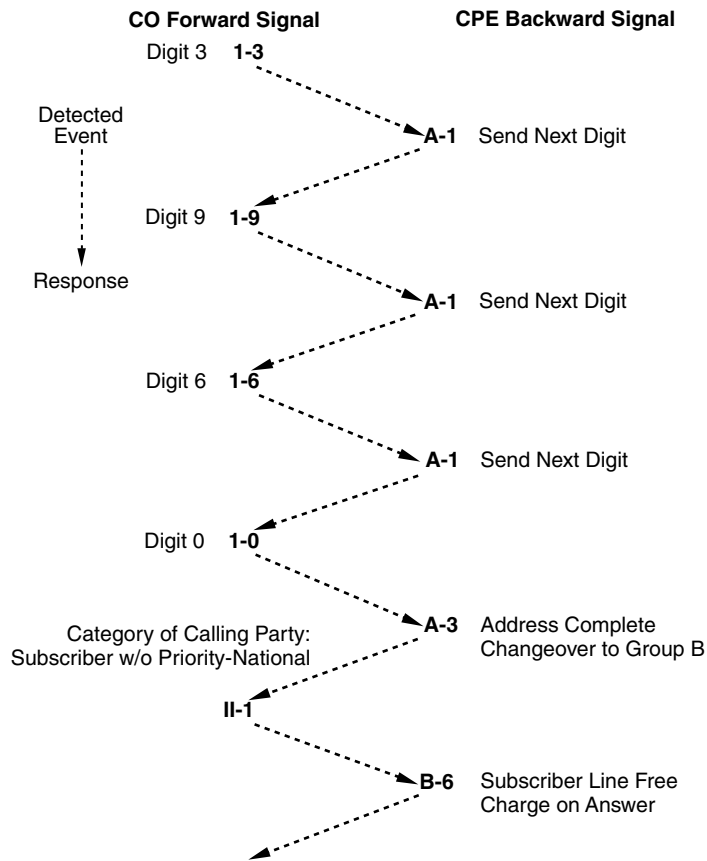 CO Forward Signal
CPE Backward Signal
Digit 3 1-3
Detected
Event
A-1 Send Next Digit
Digit 9 1-9
Response
A-1 Send Next Digit
Digit 6 1-6
A-1 Send Next Digit
Digit 0 1-0
A-3 Address Complete
Changeover to Group B
Category of Calling Party:
Subscriber w/o Priority-National
II-1
B-6 Subscriber Line Free
Charge on Answer